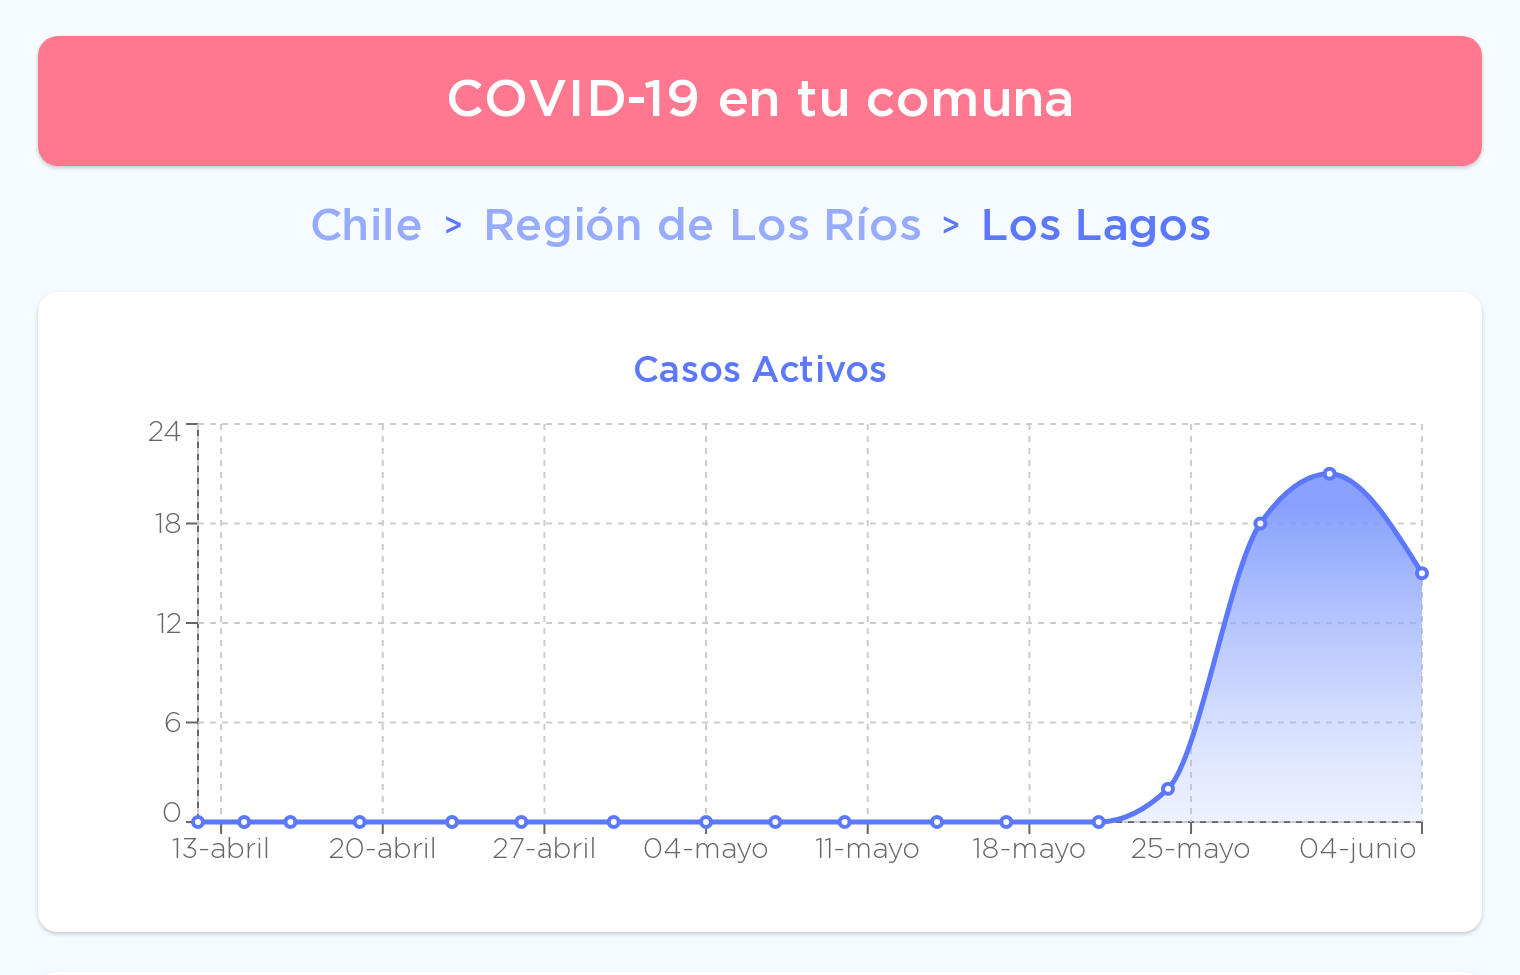 COVID-19 en tu comuna
Chile > Región de Los Ríos > Los Lagos
Casos Activos
24
18
12
6
0
13-abril 20-abril 27-abril 04-mayo 11-mayo 18-mayo 25-mayo 04-junio